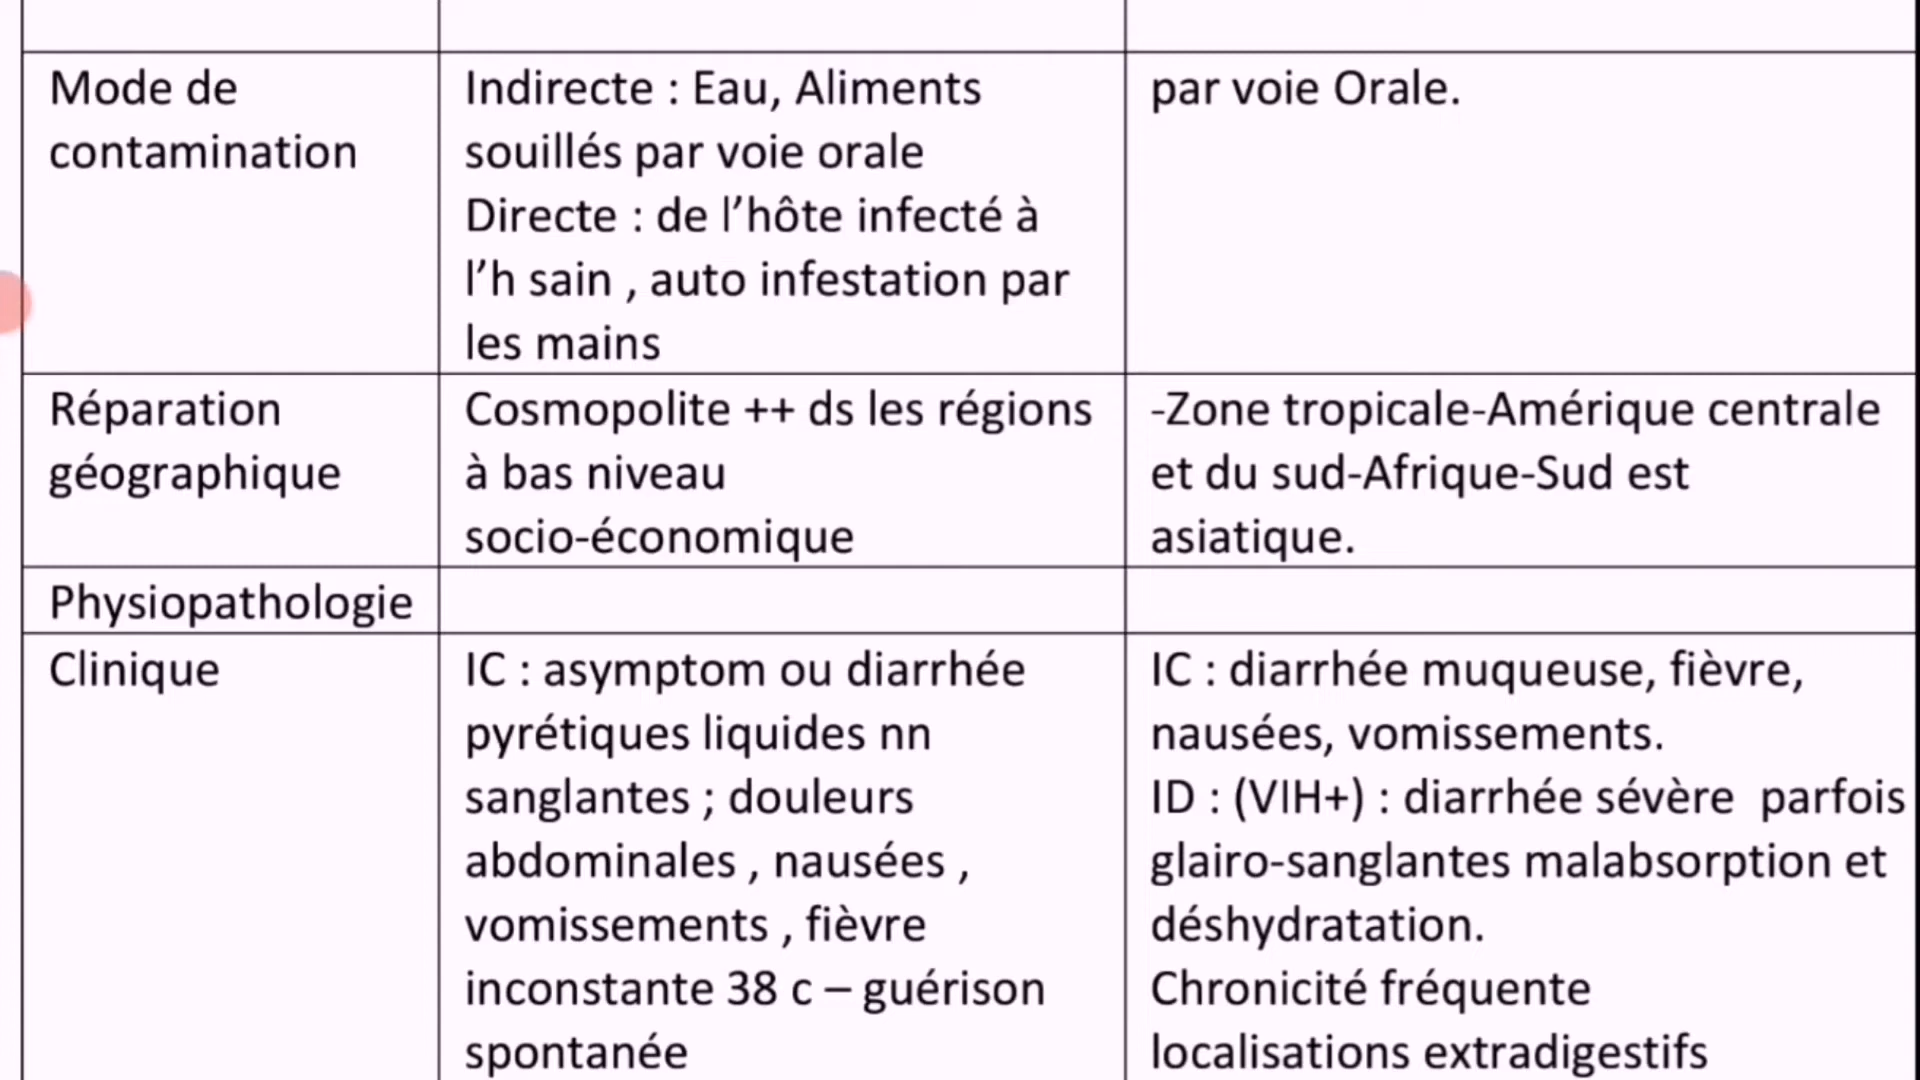 Mode de
contamination
Indirecte : Eau, Aliments
souillés par voie orale
Directe : de l’hôte infecté à
l’h sain , auto infestation par
les mains
par voie Orale.
Réparation
géographique
Cosmopolite ++ ds les régions
à bas niveau
socio-économique
-Zone tropicale-Amérique centrale
et du sud-Afrique-Sud est
asiatique.
Physiopathologie
Clinique
IC : asymptom ou diarrhée
pyrétiques liquides nn
sanglantes ; douleurs
abdominales , nausées ,
vomissements , fièvre
inconstante 38 c – guérison
spontanée
IC : diarrhée muqueuse, fièvre,
nausées, vomissements.
ID : (VIH+) : diarrhée sévère  parfois
glairo-sanglantes malabsorption et
déshydratation.
Chronicité fréquente
localisations extradigestifs